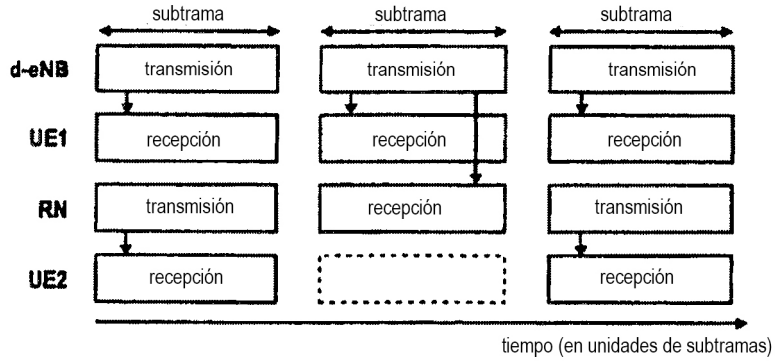 subtrama subtrama subtrama
d-eNB transmisión transmisión transmisión
UE1 recepción recepción recepción
RN transmisión recepción transmisión
UE2 recepción recepción
tiempo (en unidades de subtramas)